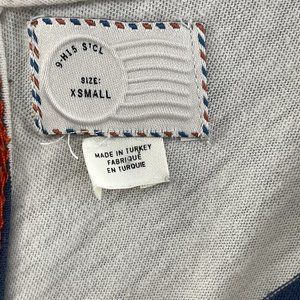 9-H15 S'CL
SIZE:
XSMALL
MADE IN TURKEY
FABRIQUÉ
EN TURQUIE